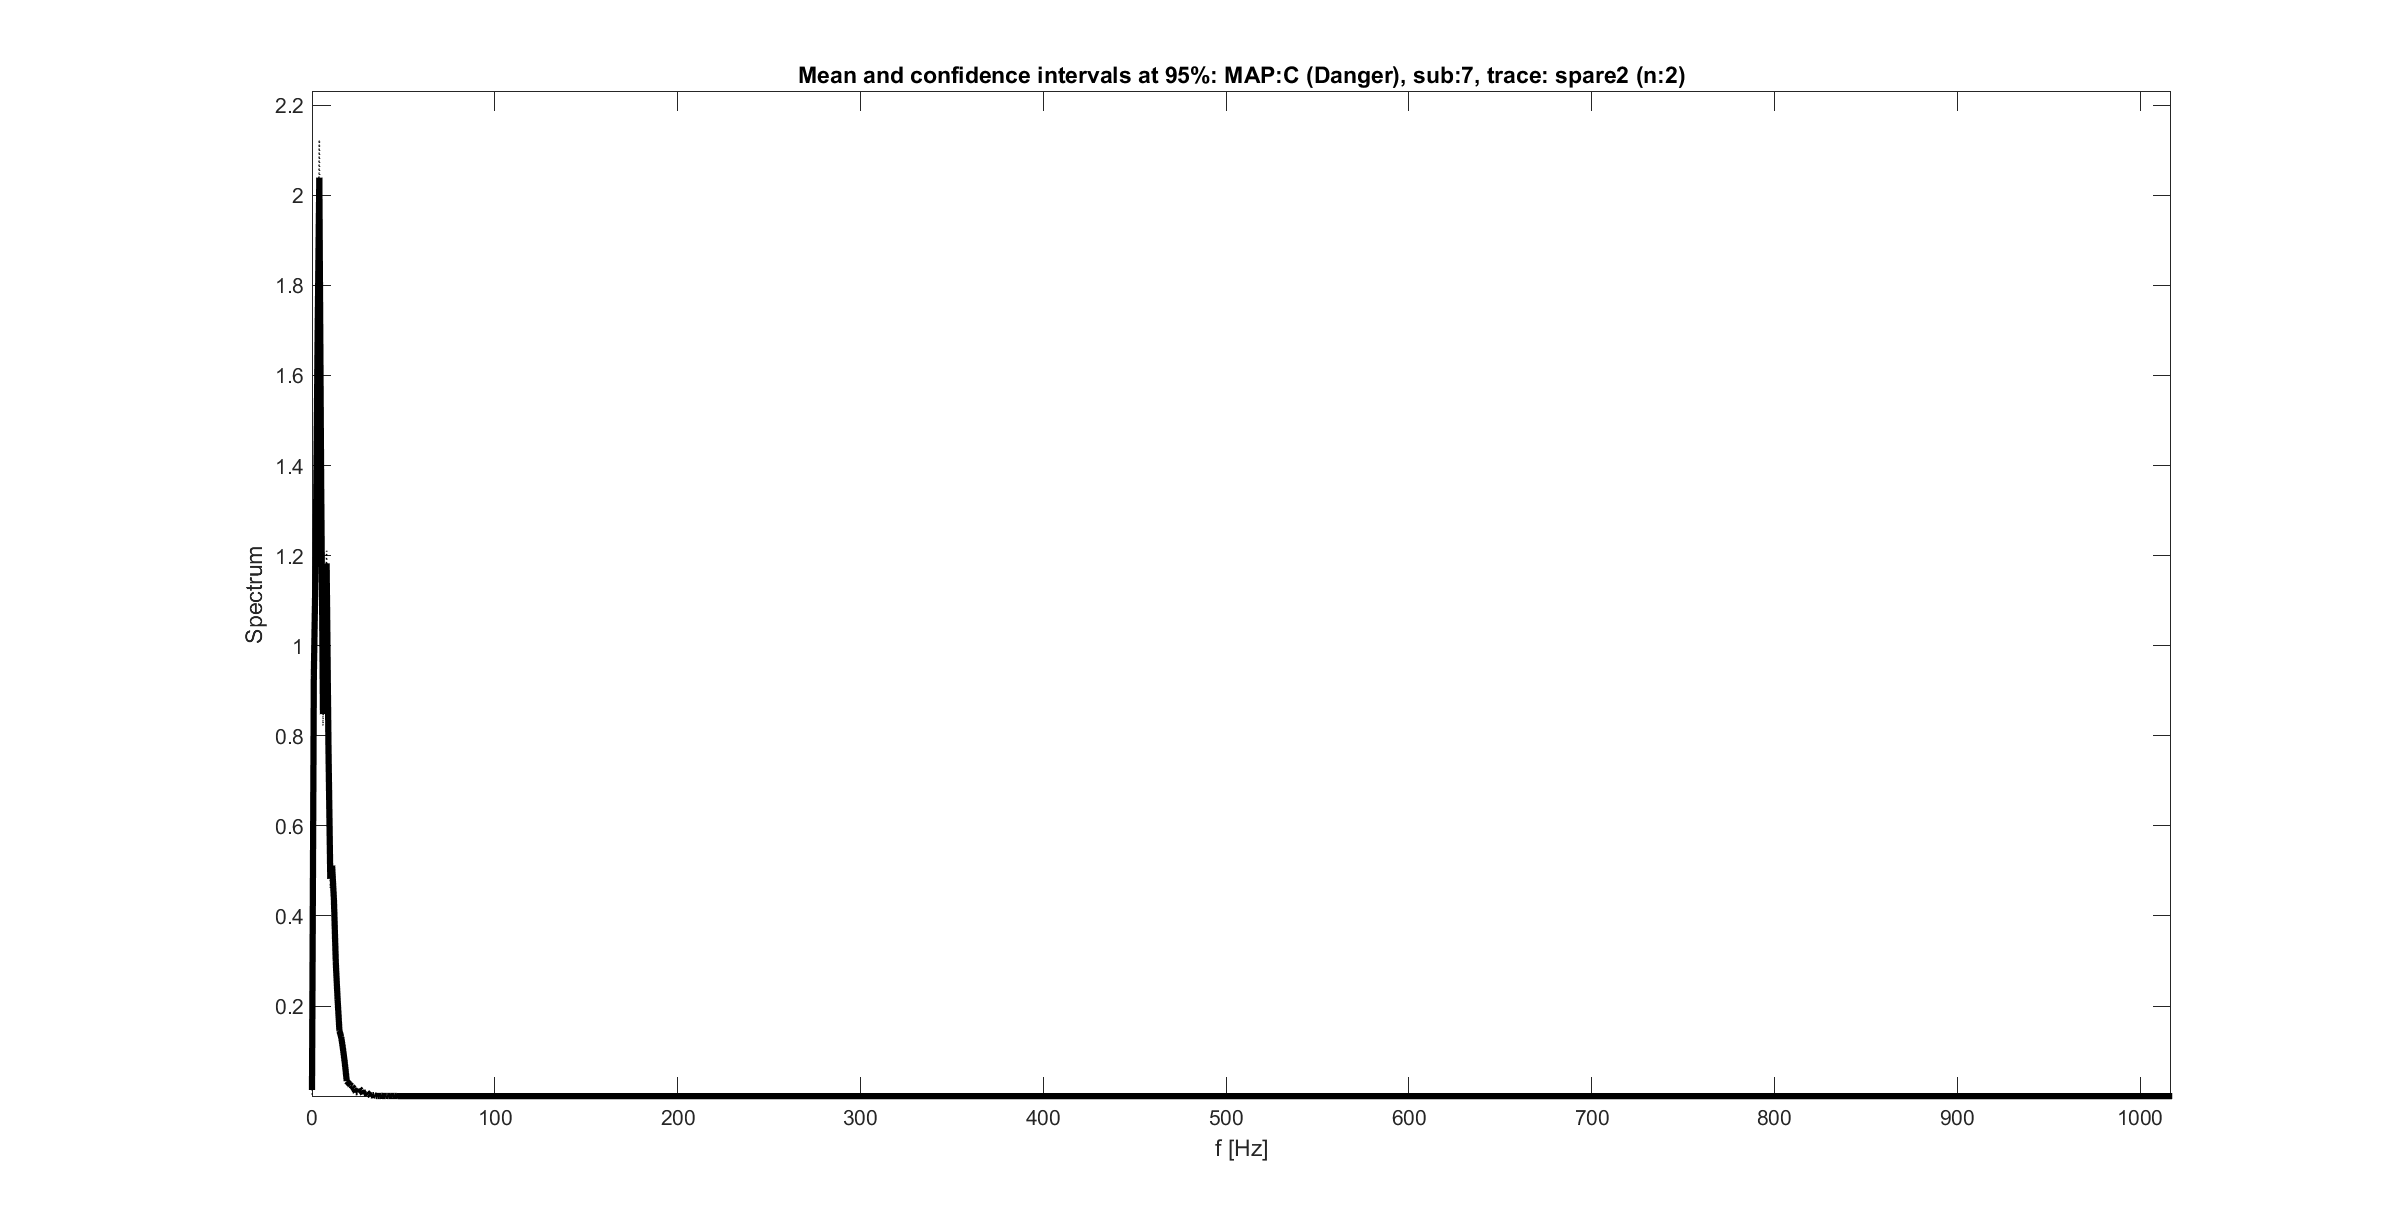 Mean and confidence intervals at 95%: MAP:C (Danger), sub:7, trace: spare2 (n:2)
2.2
2
1.8
1.6
1.4
1.2
1
0.8
0.6
0.4
0.2
Spectrum
0 100 200 300 400 500 600 700 800 900 1000
f [Hz]